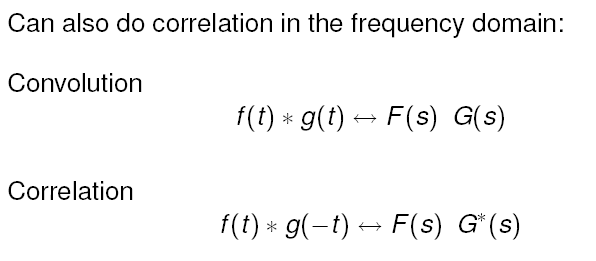 Can also do correlation in the frequency domain:
Convolution
f(t) ∗ g(t) ↔ F(s) G(s)
Correlation
f(t) ∗ g(−t) ↔ F(s) G*(s)